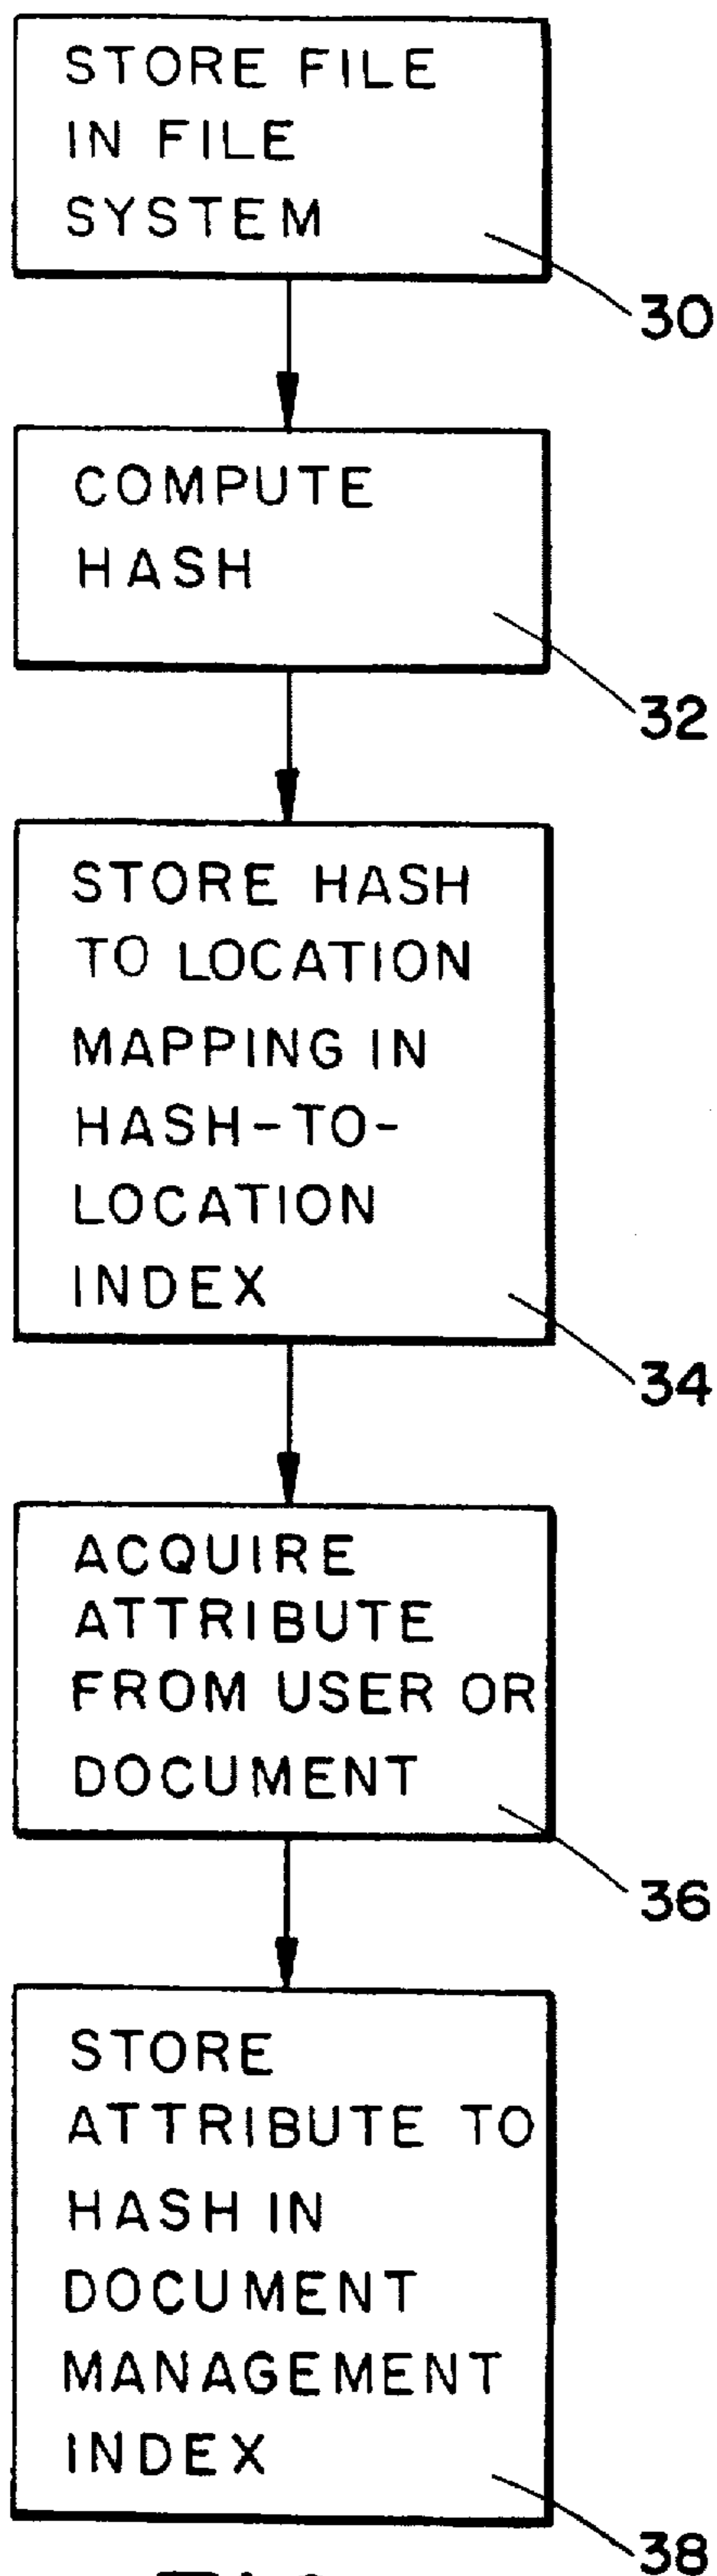 STORE FILE
IN FILE
SYSTEM
30
COMPUTE
HASH
32
STORE HASH
TO LOCATION
MAPPING IN
HASH-TO-
LOCATION
INDEX
34
ACQUIRE
ATTRIBUTE
FROM USER OR
DOCUMENT
36
STORE
ATTRIBUTE TO
HASH IN
DOCUMENT
MANAGEMENT
INDEX
38